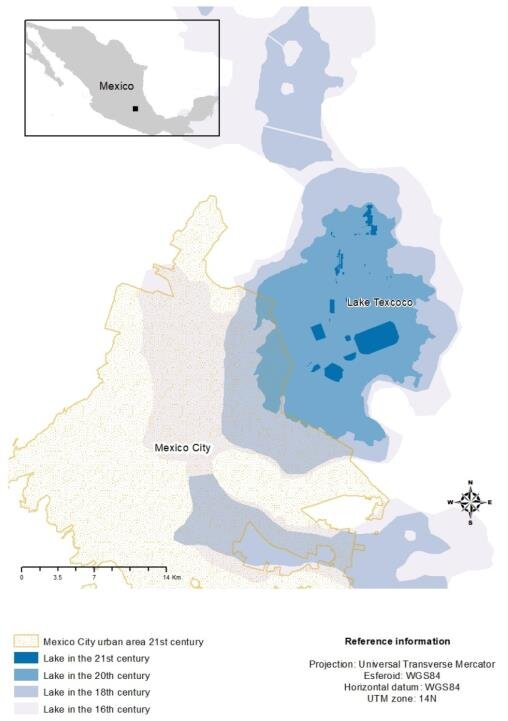 Mexico
Lake Texcoco
Mexico City
N
W E
S
0 3.5 7 14 Km
Mexico City urban area 21st century
Lake in the 21st century
Lake in the 20th century
Lake in the 18th century
Lake in the 16th century
Reference information
Projection: Universal Transverse Mercator
Esferoid: WGS84
Horizontal datum: WGS84
UTM zone: 14N